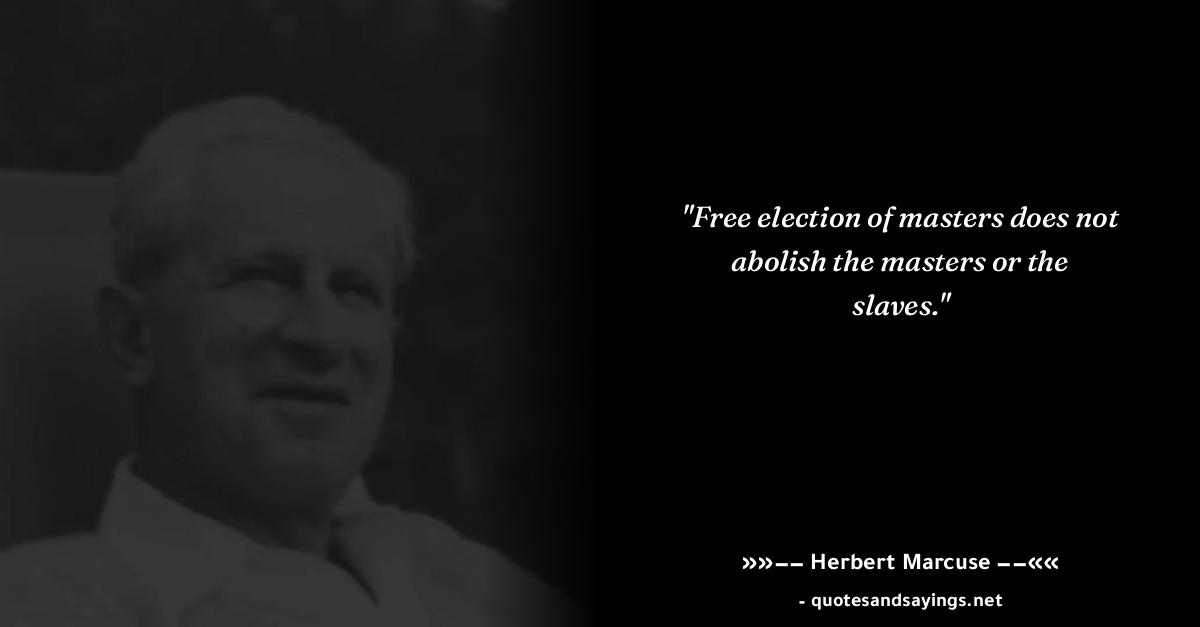 "Free election of masters does not
abolish the masters or the
slaves."
»»–– Herbert Marcuse ––««
- quotesandsayings.net